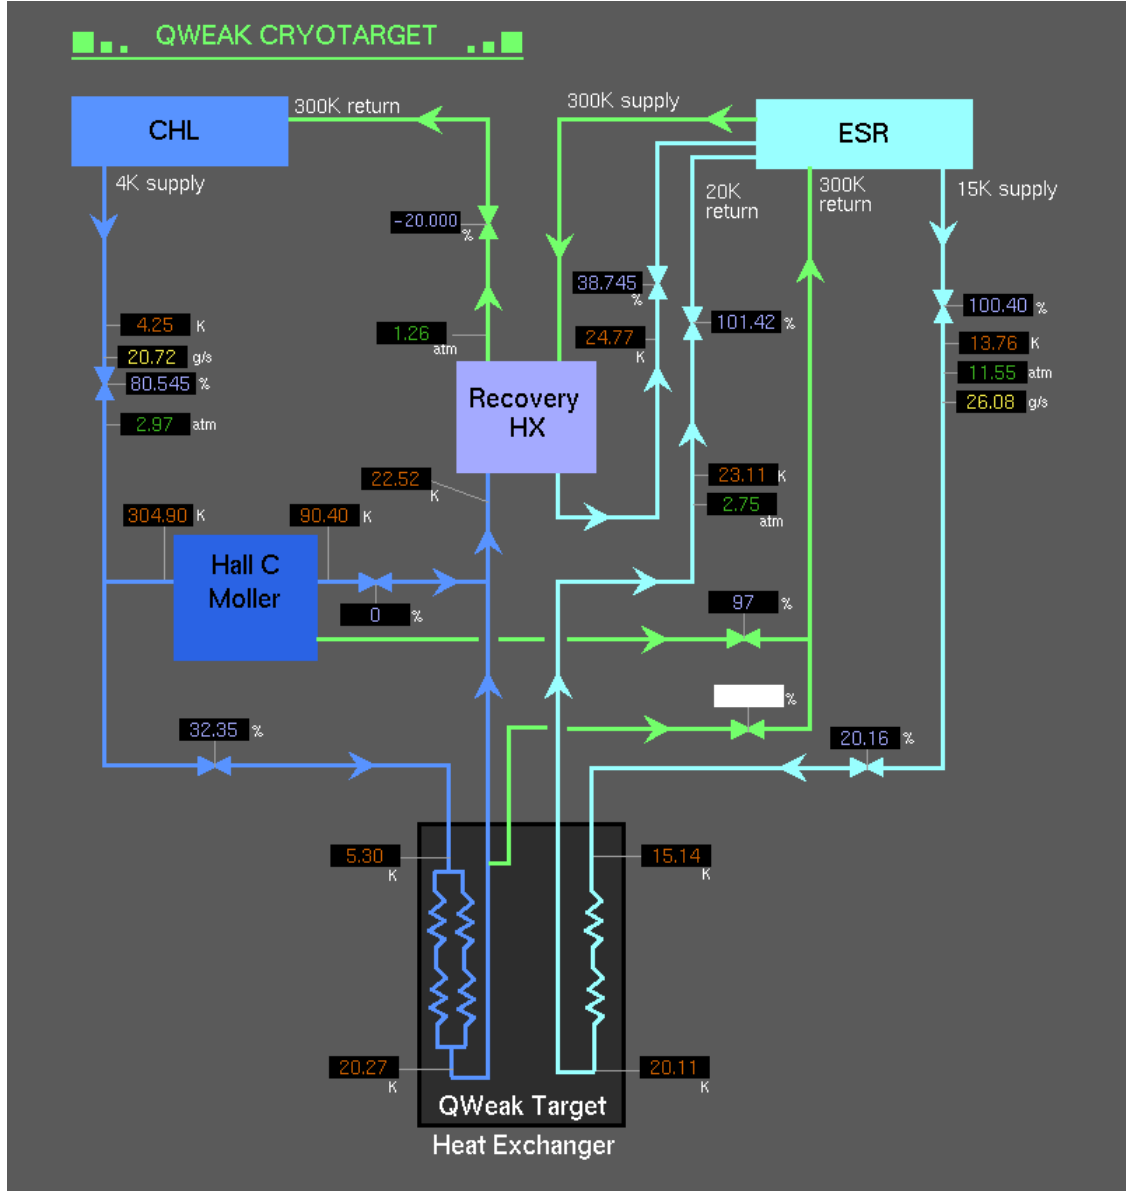 QWEAK CRYOTARGET
CHL
300K return
300K supply
ESR
4K supply
20K
return
300K
return
15K supply
-20.000 %
38.745 %
100.40 %
4.25 K
1.26 atm
24.77 K
101.42 %
13.76 K
20.72 g/s
11.55 atm
80.545 %
26.08 g/s
2.97 atm
Recovery
HX
22.52 K
23.11 K
2.75 atm
304.90 K
90.40 K
Hall C
Moller
0 %
97 %
%
32.35 %
20.16 %
5.30 K
15.14 K
20.27 K
20.11 K
QWeak Target
Heat Exchanger